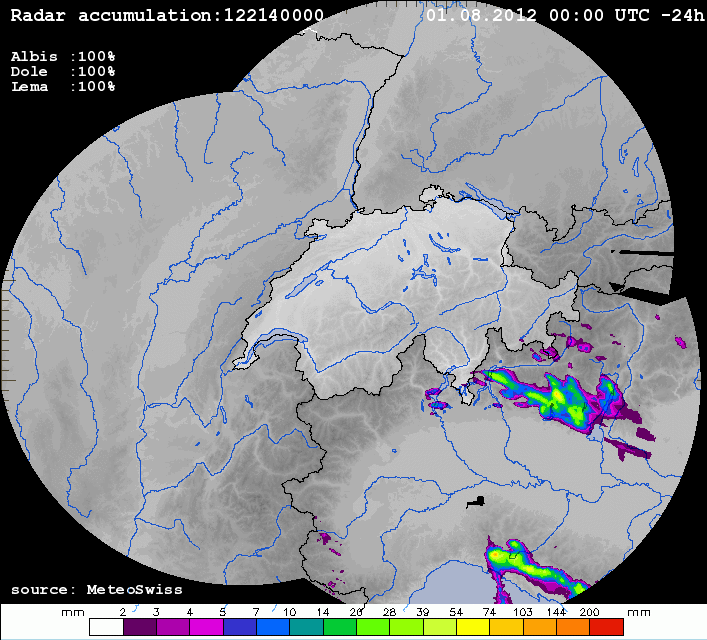 Radar accumulation:122140000 01.08.2012 00:00 UTC -24h
Albis :100%
Dole :100%
Lema :100%
source: MeteoSwiss
mm 2 3 4 5 7 10 14 20 28 39 54 74 103 144 200 mm